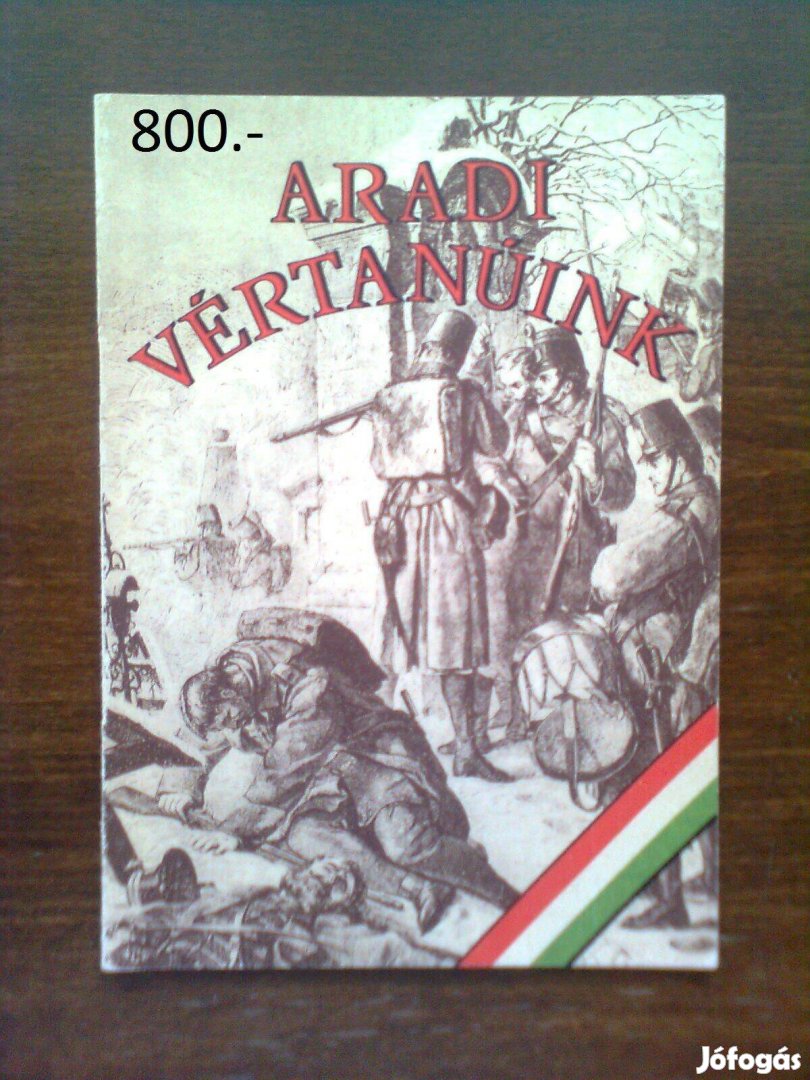 800.-
ARADI
VÉRTANÚINK
Jófogás